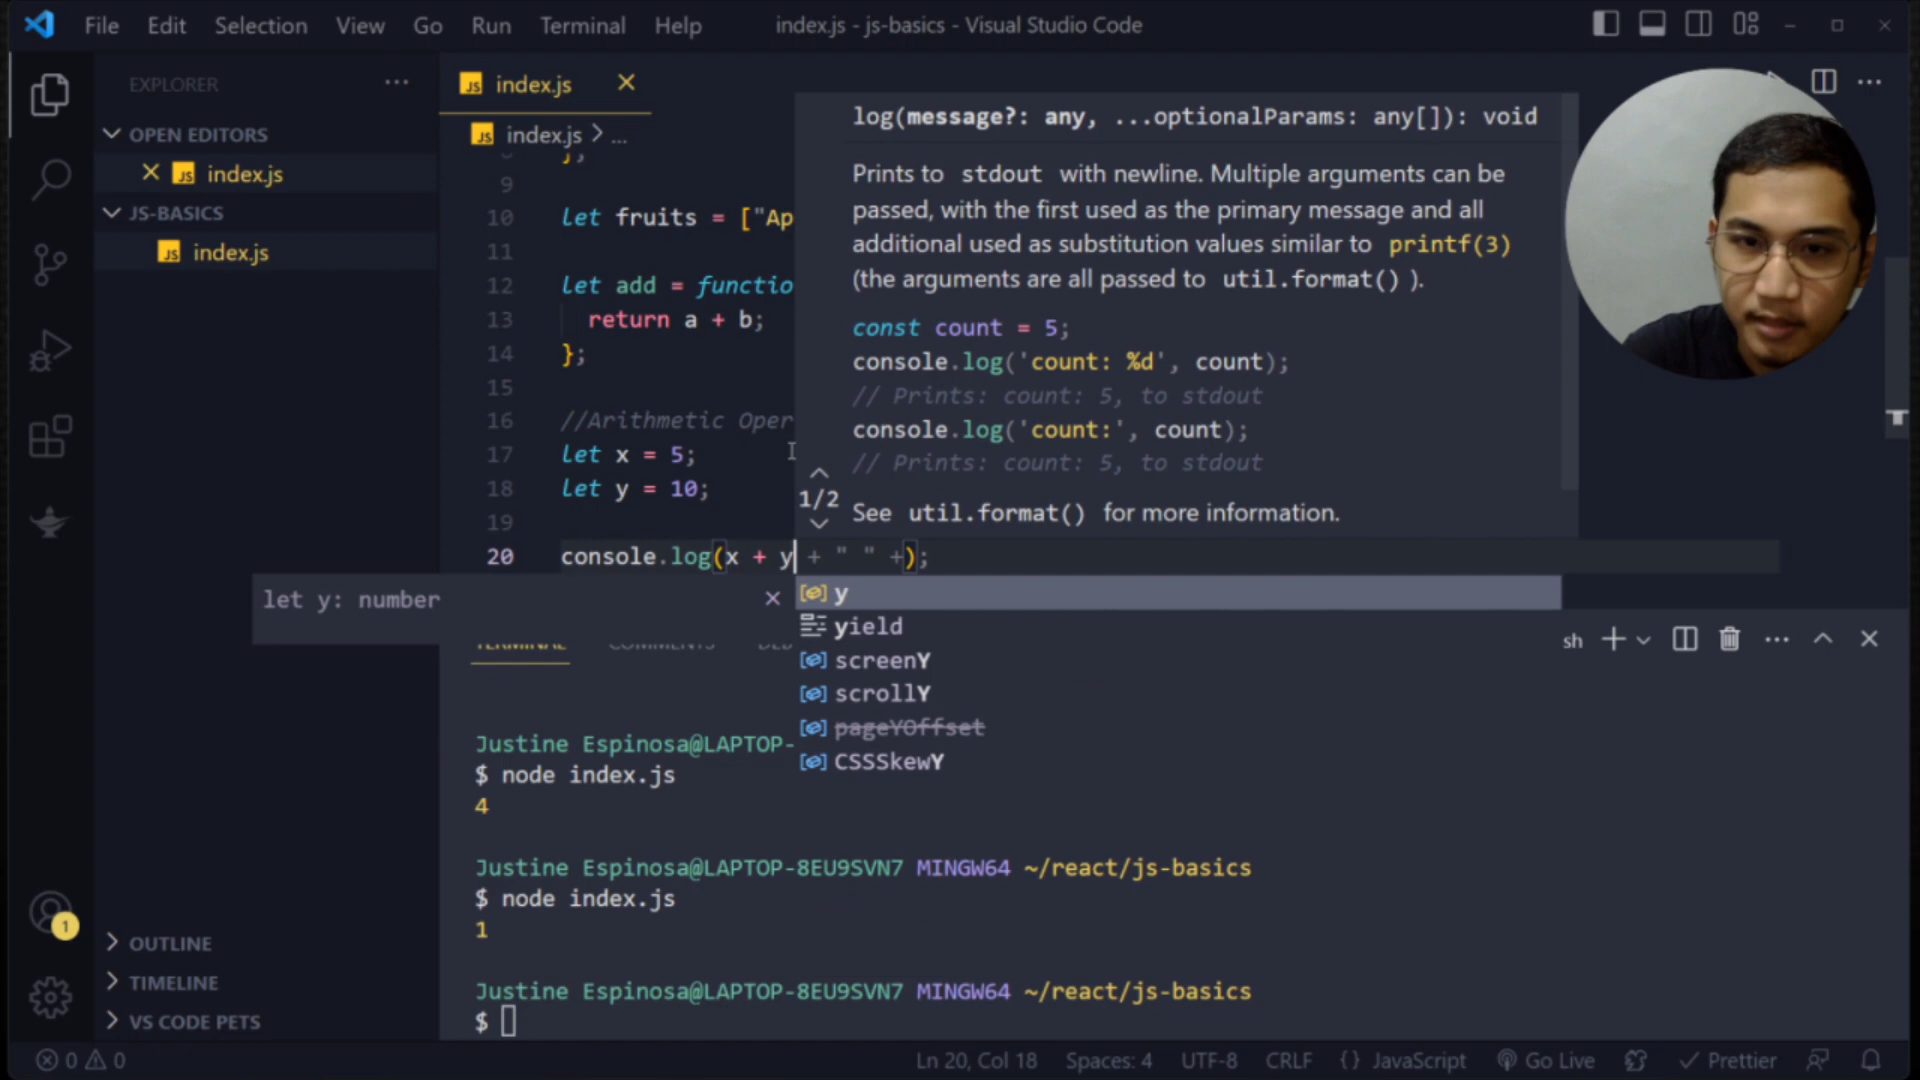 File Edit Selection View Go Run Terminal Help
index.js - js-basics - Visual Studio Code
EXPLORER
OPEN EDITORS
JS index.js
JS-BASICS
JS index.js
OUTLINE
TIMELINE
VS CODE PETS
JS index.js
JS index.js > ...
9
10 let fruits = ["Ap
11
12 let add = functio
13 return a + b;
14 };
15
16 //Arithmetic Oper
17 let x = 5;
18 let y = 10;
19
20 console.log(x + y + " " +);
log(message?: any, ...optionalParams: any[]): void
Prints to stdout with newline. Multiple arguments can be
passed, with the first used as the primary message and all
additional used as substitution values similar to printf(3)
(the arguments are all passed to util.format() ).
const count = 5;
console.log('count: %d', count);
// Prints: count: 5, to stdout
console.log('count:', count);
// Prints: count: 5, to stdout
1/2
See util.format() for more information.
let y: number
y
yield
screenY
scrollY
pageYOffset
CSSSkewY
TERMINAL COMMENTS
sh
Justine Espinosa@LAPTOP-
$ node index.js
4
Justine Espinosa@LAPTOP-8EU9SVN7 MINGW64 ~/react/js-basics
$ node index.js
1
Justine Espinosa@LAPTOP-8EU9SVN7 MINGW64 ~/react/js-basics
$
1
0 0
Ln 20, Col 18 Spaces: 4 UTF-8 CRLF {} JavaScript Go Live Prettier